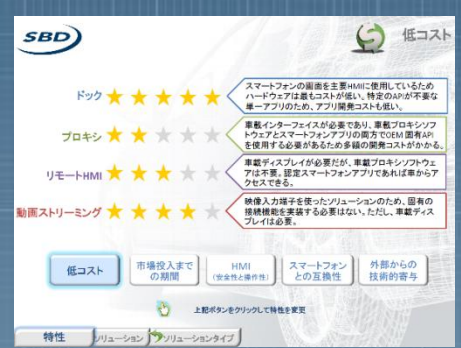 SBD
低コスト
ドック
スマートフォンの画面を主要HMIに使用しているため
ハードウェアは最もコストが低い。特定のAPIが不要な
単一アプリのため、アプリ開発コストも低い。
プロキシ
車載インターフェイスが必要であり、車載プロキシソフ
トウェアとスマートフォンアプリの両方でOEM固有API
を使用する必要があるため多額の開発コストがかかる。
リモートHMI
車載ディスプレイが必要だが、車載プロキシソフトウェ
アは不要。認定スマートフォンアプリであれば車からア
クセスできる。
動画ストリーミング
映像入力端子を使ったソリューションのため、固有の
接続機能を実装する必要はない。ただし、車載ディス
プレイは必要。
低コスト
市場投入まで
の期間
HMI
(安全性と操作性)
スマートフォン
との互換性
外部からの
技術的寄与
上記ボタンをクリックして特性を変更
特性
ソリューション
ソリューションタイプ